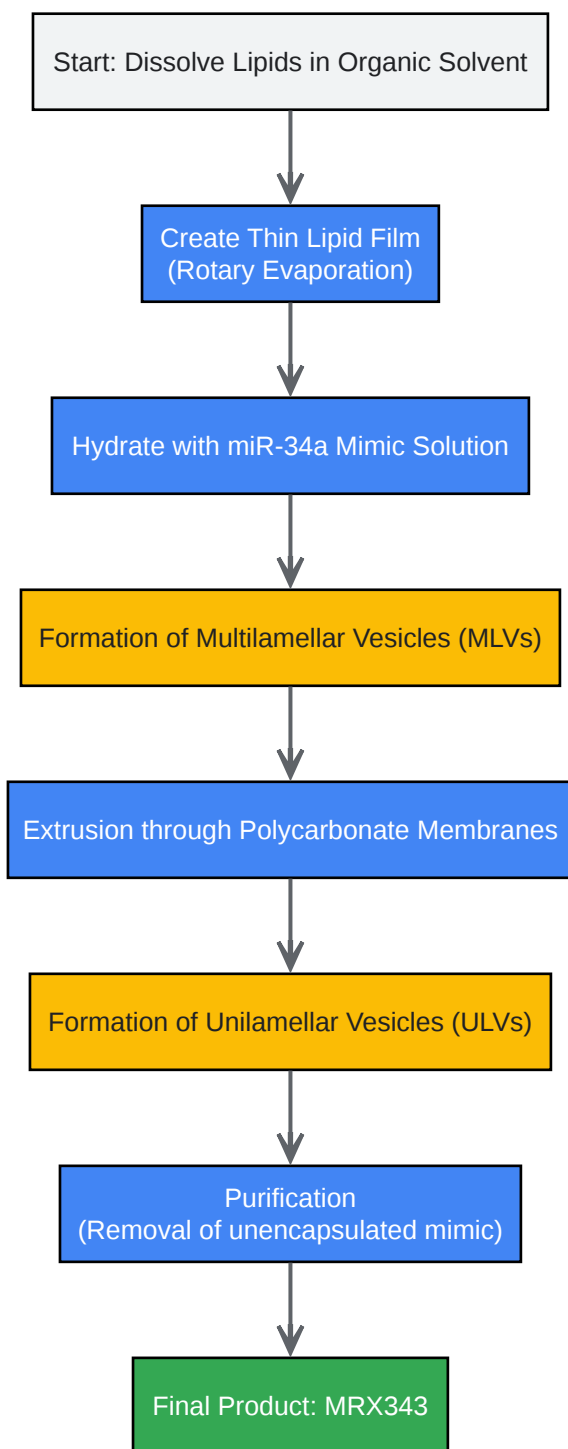 Start: Dissolve Lipids in Organic Solvent
Create Thin Lipid Film
(Rotary Evaporation)
Hydrate with miR-34a Mimic Solution
Formation of Multilamellar Vesicles (MLVs)
Extrusion through Polycarbonate Membranes
Formation of Unilamellar Vesicles (ULVs)
Purification
(Removal of unencapsulated mimic)
Final Product: MRX343